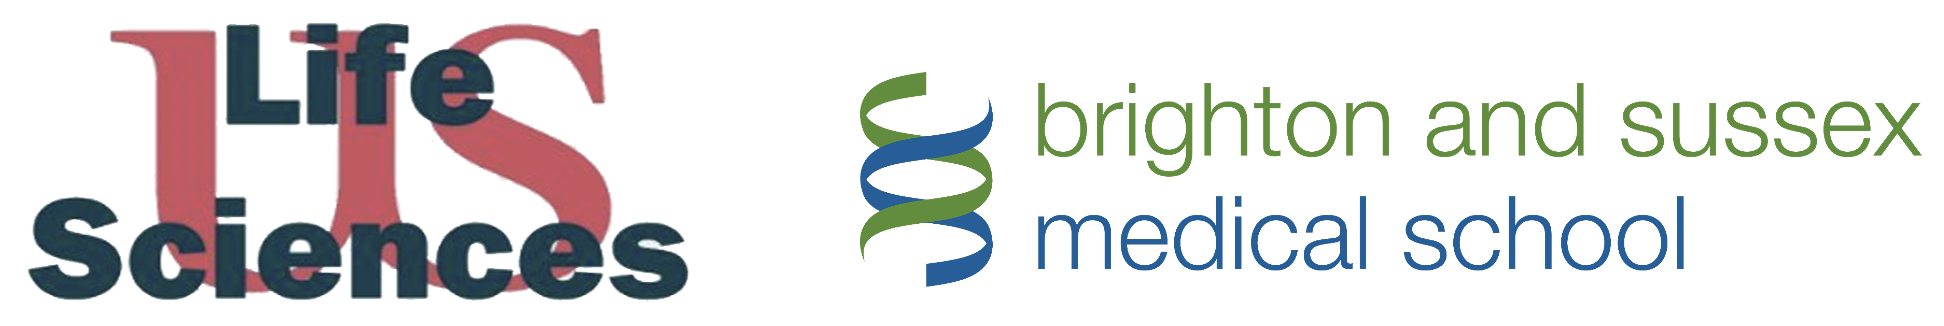 US
Life
Sciences
brighton and sussex
medical school